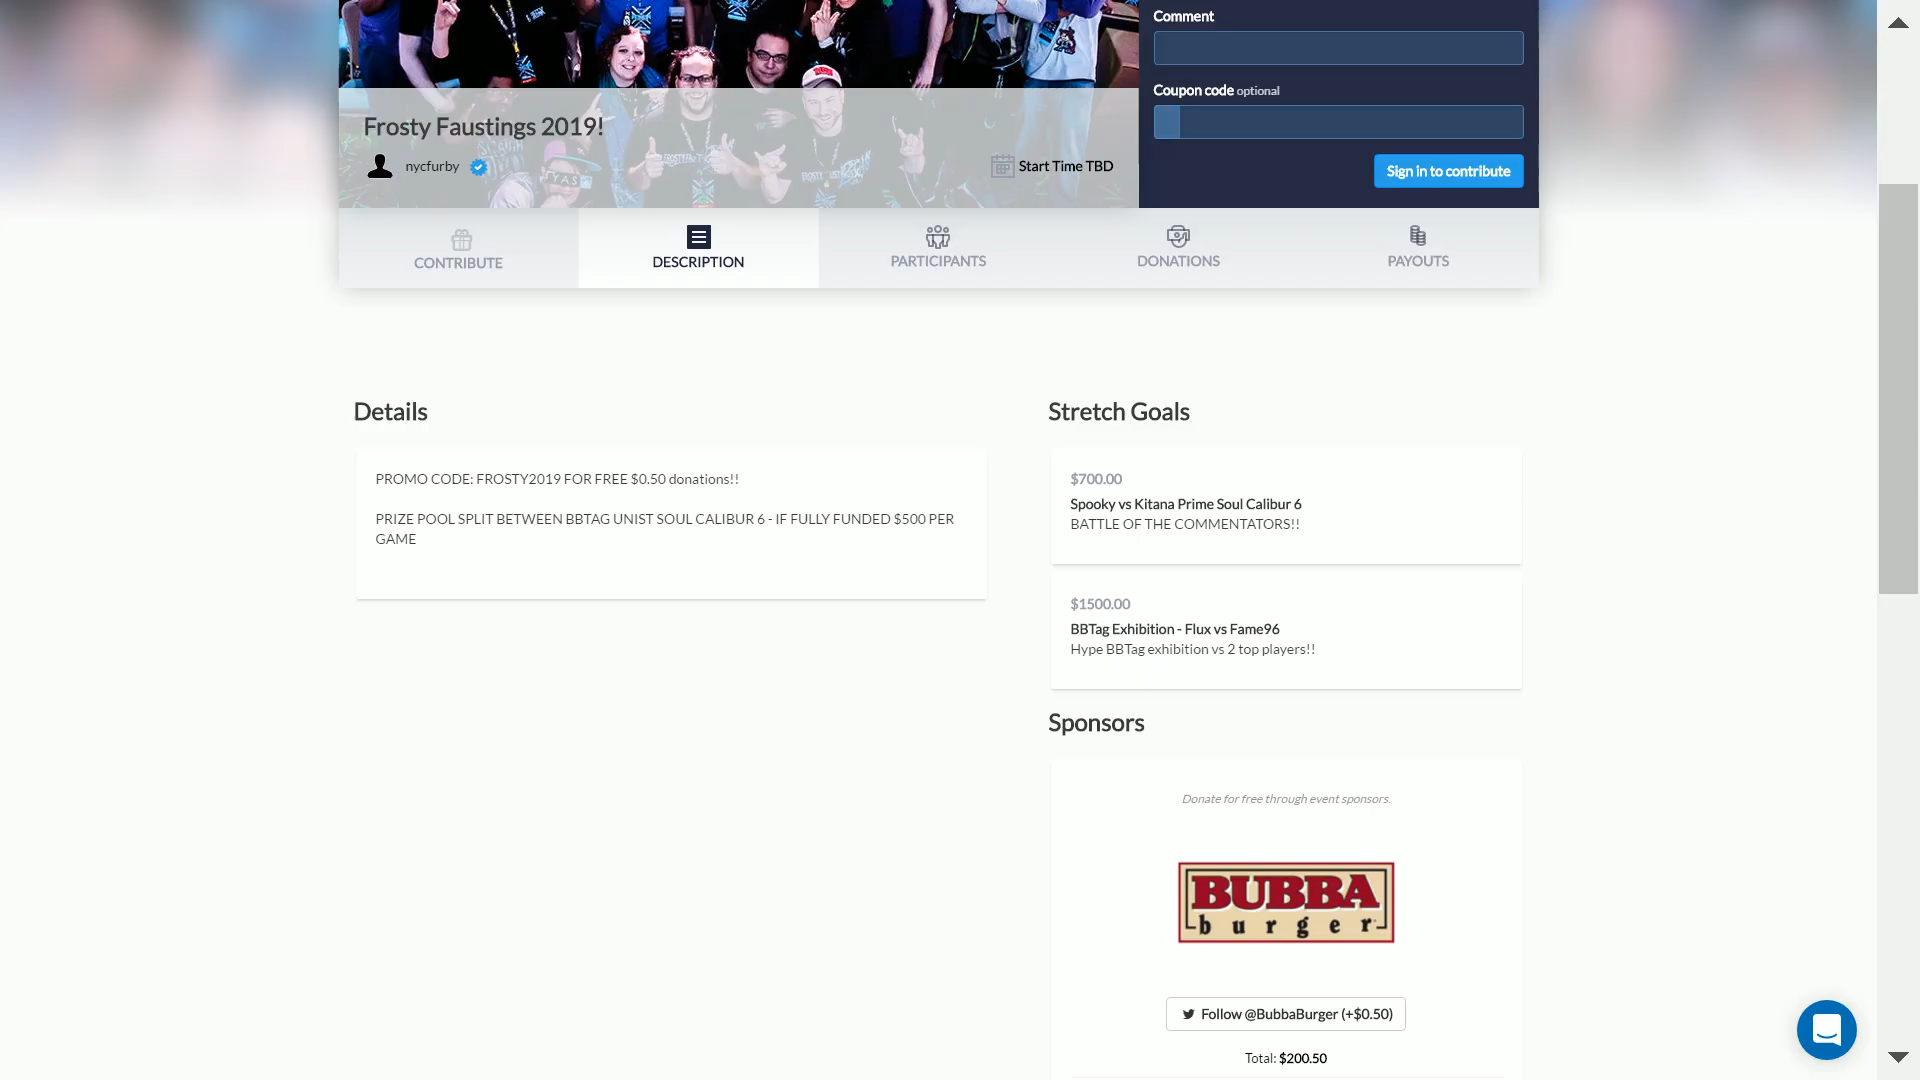 Comment
Coupon code optional
Sign in to contribute
Frosty Faustings 2019!
nycfurby
Start Time TBD
CONTRIBUTE
DESCRIPTION
PARTICIPANTS
DONATIONS
PAYOUTS
Details
PROMO CODE: FROSTY2019 FOR FREE $0.50 donations!!
PRIZE POOL SPLIT BETWEEN BBTAG UNIST SOUL CALIBUR 6 - IF FULLY FUNDED $500 PER
GAME
Stretch Goals
$700.00
Spooky vs Kitana Prime Soul Calibur 6
BATTLE OF THE COMMENTATORS!!
$1500.00
BBTag Exhibition - Flux vs Fame96
Hype BBTag exhibition vs 2 top players!!
Sponsors
Donate for free through event sponsors.
BUBBA
burger
Follow @BubbaBurger (+$0.50)
Total: $200.50